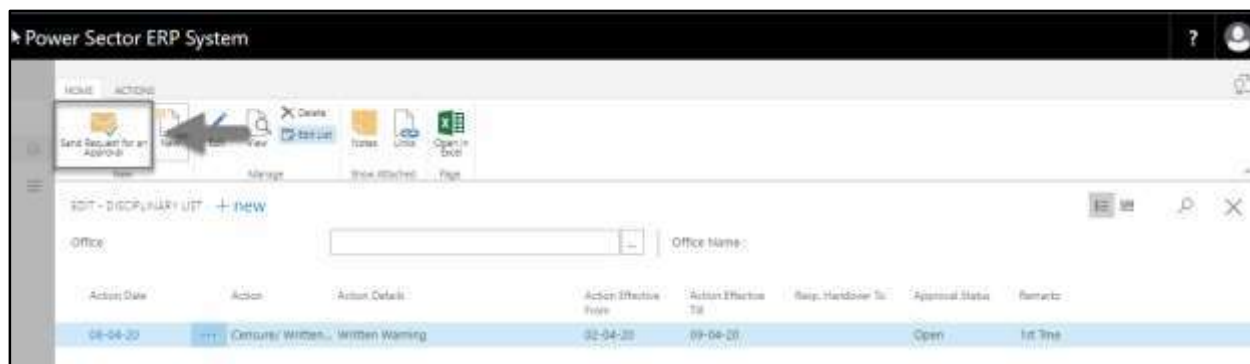 Power Sector ERP System ?
HOME ACTIONS
Send Request for an Approval New Edit View Delete Edit List Notes Links Open in Excel
New Manage Show Attached Page
EDIT - DISCIPLINARY LIST + new
Office ... Office Name :
Action Date Action Action Details Action Effective From Action Effective Till Resp. Handover To Approval Status Remarks
08-04-20 ... Censure/ Written... Written Warning 02-04-20 09-04-20 Open 1st Time